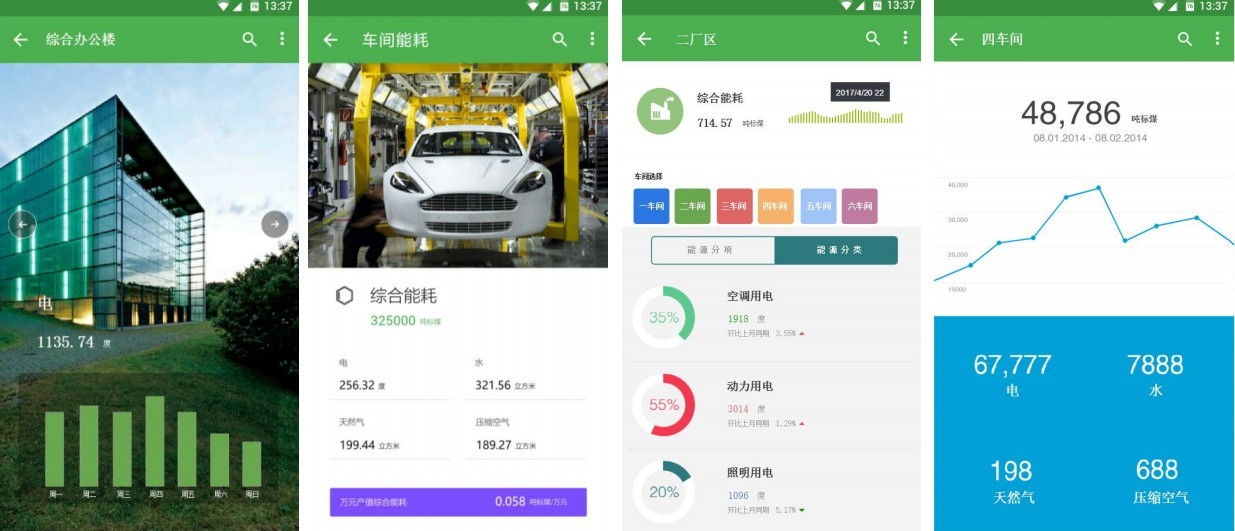 13:37
综合办公楼
电
1135.74 度
周一 周二 周三 周四 周五 周六 周日
13:37
车间能耗
综合能耗
325000 吨标煤
电 水
256.32 度 321.56 立方米
天然气 压缩空气
199.44 立方米 189.27 立方米
万元产值综合能耗 0.058 吨标煤/万元
13:37
二厂区
2017/4/20 22
综合能耗
714.57 吨标煤
车间选择
一车间 二车间 三车间 四车间 五车间 六车间
能源分项 能源分类
35%
空调用电
1918 度
环比上月同期 3.55%
55%
动力用电
3014 度
环比上月同期 1.29%
20%
照明用电
1096 度
环比上月同期 5.17%
13:37
四车间
48,786 吨标煤
08.01.2014 - 08.02.2014
40,000
30,000
20,000
15000
67,777 7888
电 水
198 688
天然气 压缩空气